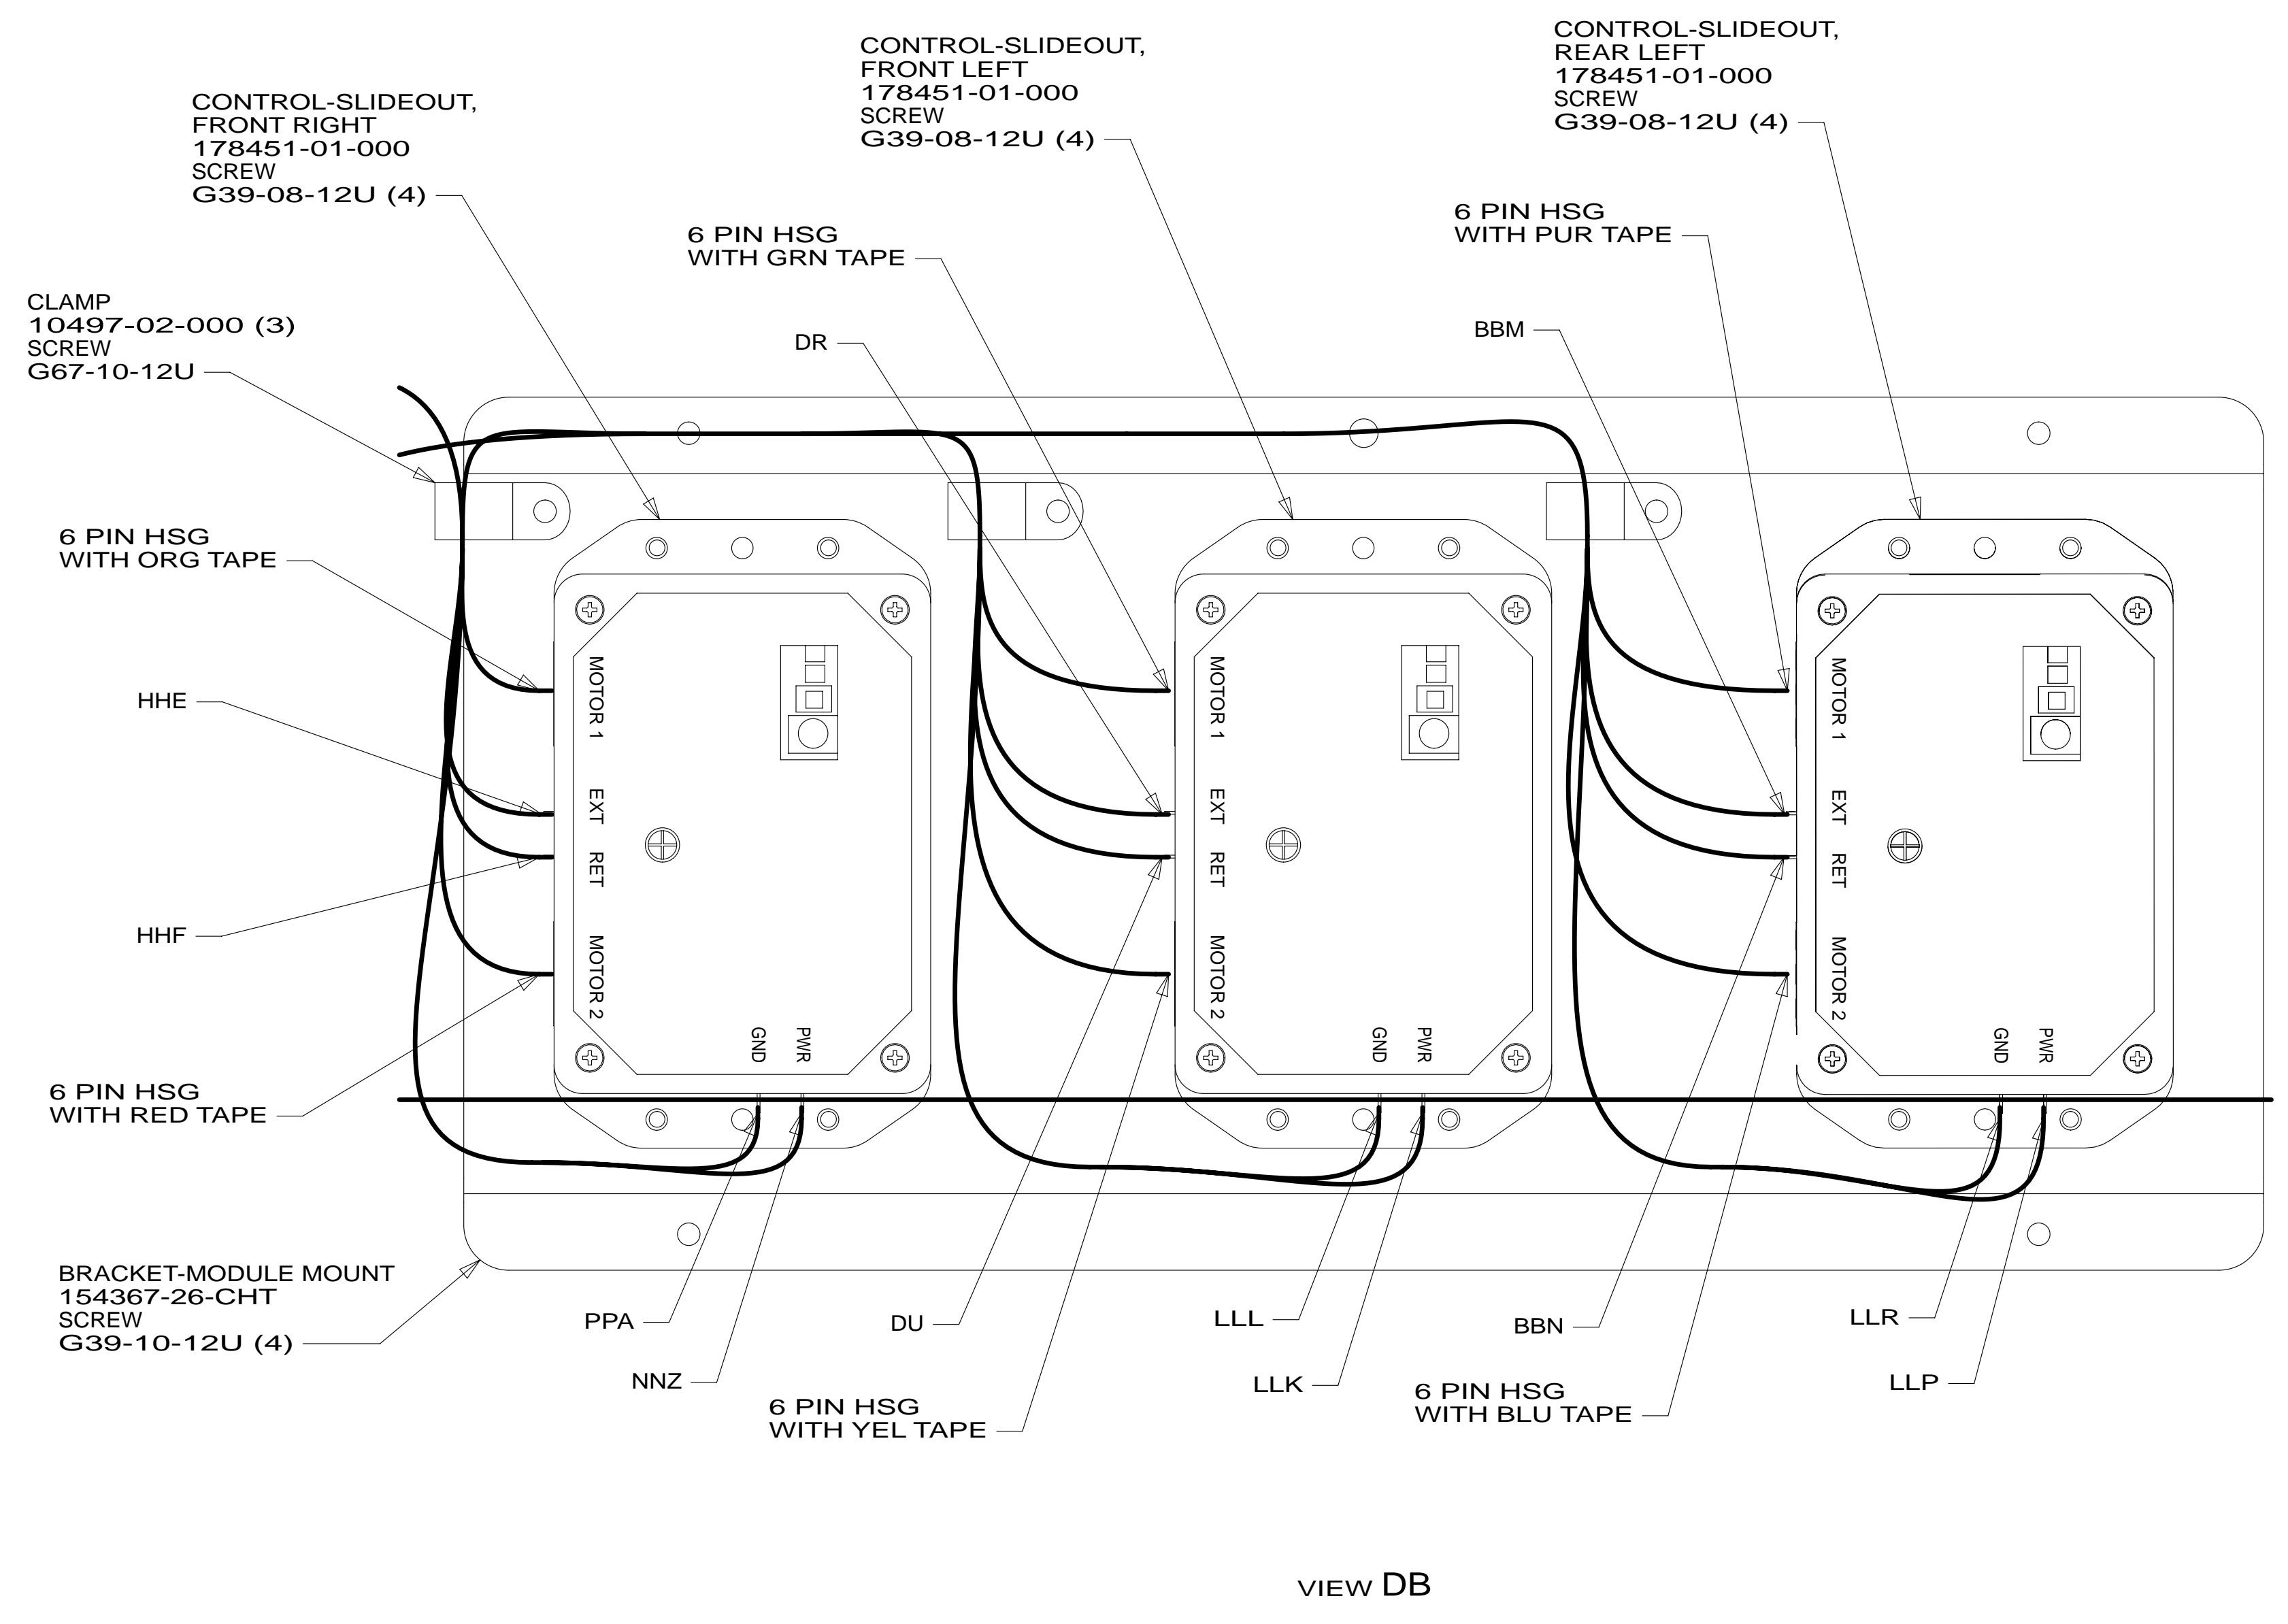 CONTROL-SLIDEOUT,
REAR LEFT
178451-01-000
SCREW
G39-08-12U (4)
CONTROL-SLIDEOUT,
FRONT LEFT
178451-01-000
SCREW
G39-08-12U (4)
CONTROL-SLIDEOUT,
FRONT RIGHT
178451-01-000
SCREW
G39-08-12U (4)
6 PIN HSG
WITH PUR TAPE
6 PIN HSG
WITH GRN TAPE
CLAMP
10497-02-000 (3)
SCREW
G67-10-12U
DR
BBM
6 PIN HSG
WITH ORG TAPE
HHE
HHF
6 PIN HSG
WITH RED TAPE
MOTOR 1
EXT
RET
MOTOR 2
GND
PWR
MOTOR 1
EXT
RET
MOTOR 2
GND
PWR
MOTOR 1
EXT
RET
MOTOR 2
GND
PWR
BRACKET-MODULE MOUNT
154367-26-CHT
SCREW
G39-10-12U (4)
PPA
NNZ
DU
6 PIN HSG
WITH YEL TAPE
LLL
LLK
BBN
6 PIN HSG
WITH BLU TAPE
LLR
LLP
VIEW DB